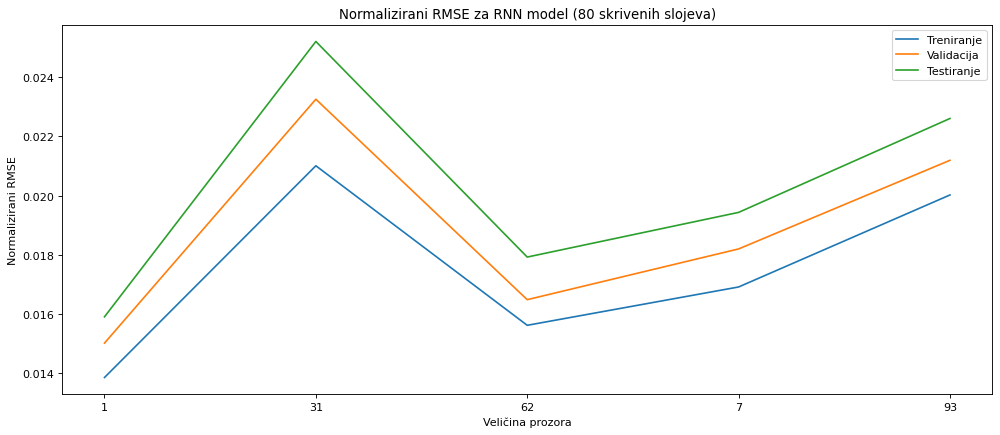 Normalizirani RMSE za RNN model (80 skrivenih slojeva)
Treniranje
Validacija
Testiranje
Normalizirani RMSE
0.024
0.022
0.020
0.018
0.016
0.014
1 31 62 7 93
Veličina prozora